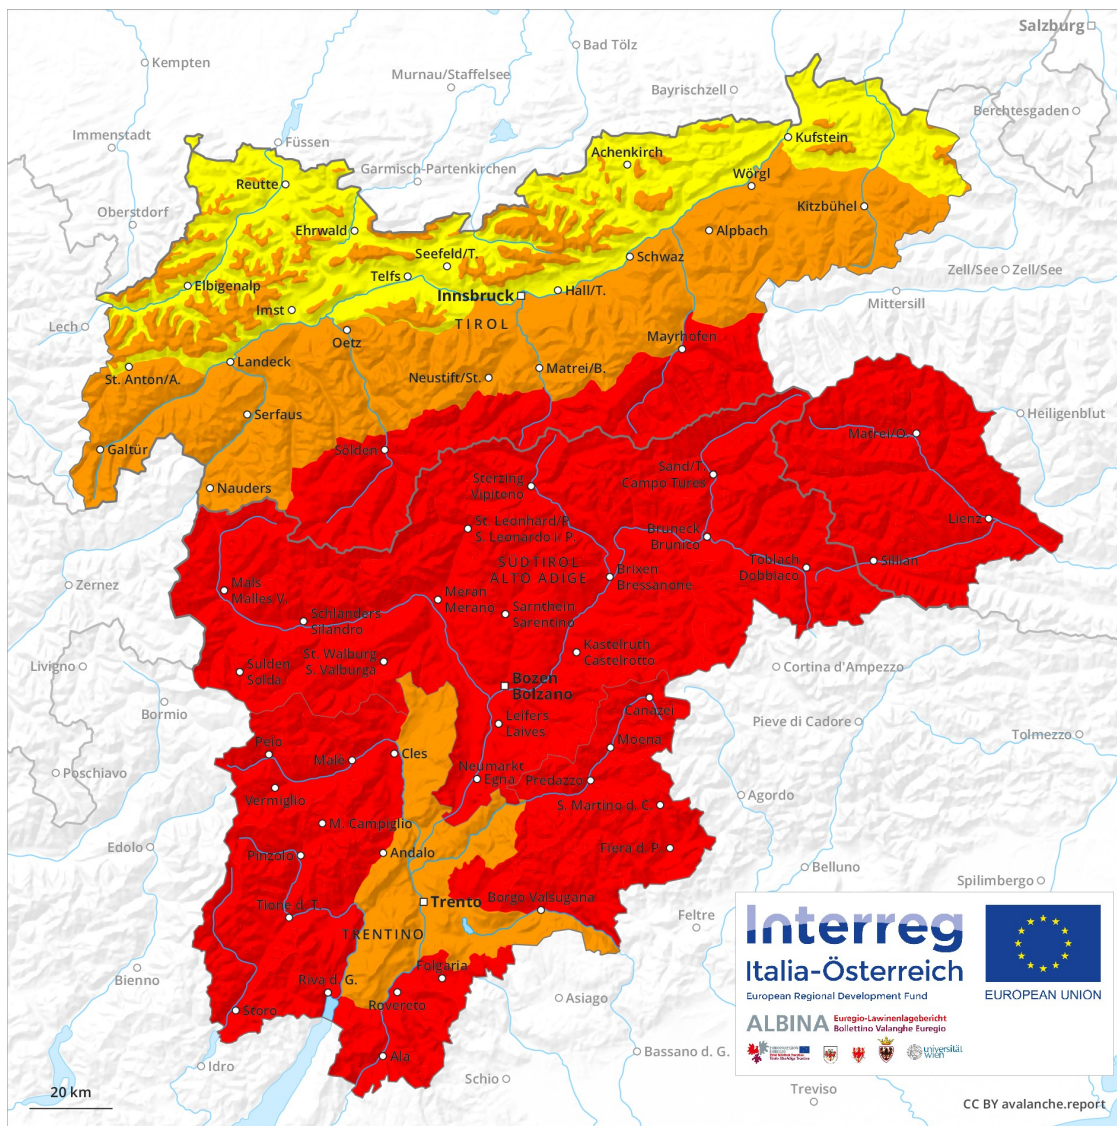 Salzburg
Bad Tölz
Kempten
Murnau/Staffelsee
Bayrischzell
Berchtesgaden
Immenstadt
Füssen
Kufstein
Achenkirch
Garmisch-Partenkirchen
Reutte
Wörgl
Oberstdorf
Kitzbühel
Ehrwald
Alpbach
Seefeld/T.
Schwaz
Telfs
Zell/See
Zell/See
Elbigenalp
Innsbruck
Hall/T.
Mittersill
Imst
TIROL
Lech
Oetz
Mayrhofen
Landeck
Matrei/B.
St. Anton/A.
Neustift/St.
Serfaus
Heiligenblut
Matrei/O.
Galtür
Sölden
Sand/T.
Campo Tures
Sterzing
Vipiteno
Nauders
Lienz
St. Leonhard/P.
S. Leonardo i. P.
Bruneck
Brunico
SÜDTIROL
ALTO ADIGE
Toblach
Dobbiaco
Sillian
Brixen
Bressanone
Zernez
Mals
Malles V.
Meran
Merano
Sarnthein
Sarentino
Schlanders
Silandro
Kastelruth
Castelrotto
St. Walburg
S. Valburga
Livigno
Sulden
Solda
Cortina d'Ampezzo
Bozen
Bolzano
Bormio
Canazei
Leifers
Laives
Pieve di Cadore
Tolmezzo
Moena
Peio
Malè
Cles
Neumarkt
Egna
Predazzo
Poschiavo
Vermiglio
Agordo
S. Martino d. C.
M. Campiglio
Edolo
Pinzolo
Andalo
Fiera d. P.
Belluno
Spilimbergo
Trento
Borgo Valsugana
Tione d. T.
Feltre
TRENTINO
Folgaria
Bienno
Riva d. G.
Rovereto
Asiago
Storo
Ala
Bassano d. G.
Idro
Schio
Treviso
20 km
Interreg
Italia-Österreich
European Regional Development Fund
EUROPEAN UNION
ALBINA
Euregio-Lawinenlagebericht
Bollettino Valanghe Euregio
universität
wien
CC BY avalanche.report